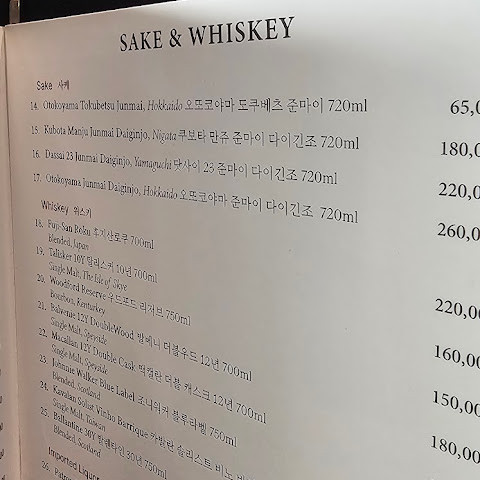 SAKE & WHISKEY
Sake 사케
14. Otokoyama Tokubetsu Junmai, Hokkaido 오또코야마 도쿠베츠 준마이 720ml 65,0
15. Kubota Manju Junmai Daiginjo, Nigata 쿠보타 만쥬 준마이 다이긴조 720ml 180,0
16. Dassai 23 Junmai Daiginjo, Yamaguchi 닷사이 23 준마이 다이긴조 720ml 220,0
17. Otokoyama Junmai Daiginjo, Hokkaido 오또코야마 준마이 다이긴조 720ml 260,00
Whiskey 위스키
18. Fuji-San Roku 후지산로쿠 700ml 220,00
Blended, Japan
19. Talisker 10Y 탈리스커 10년 700ml 160,00
Single Malt, The Isle of Skye
20. Woodford Reserve 우드포드 리저브 750ml 150,00
Bourbon, Kenturkey
21. Balvenie 12Y DoubleWood 발베니 더블우드 12년 700ml 180,00
Single Malt, Speyside
22. Macallan 12Y Double Cask 맥캘란 더블 캐스크 12년 700ml
Single Malt, Speyside
23. Johnnie Walker Blue Label 조니워커 블루라벨 750ml
Blended, Scotland
24. Kavalan Solist Vinho Barrique 카발란 솔리스트 비노
Single Malt, Taiwan
25. Ballantine 30Y 발렌타인 30년 750ml
Blended, Scotland
Imported Liquor
26.